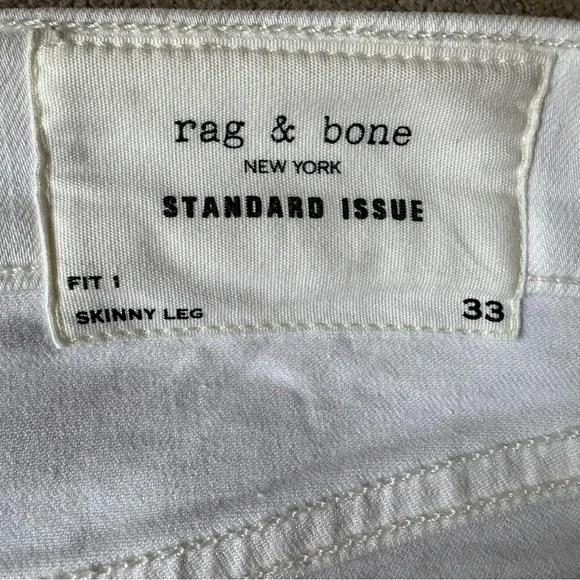 rag & bone
NEW YORK
STANDARD ISSUE
FIT 1
SKINNY LEG
33